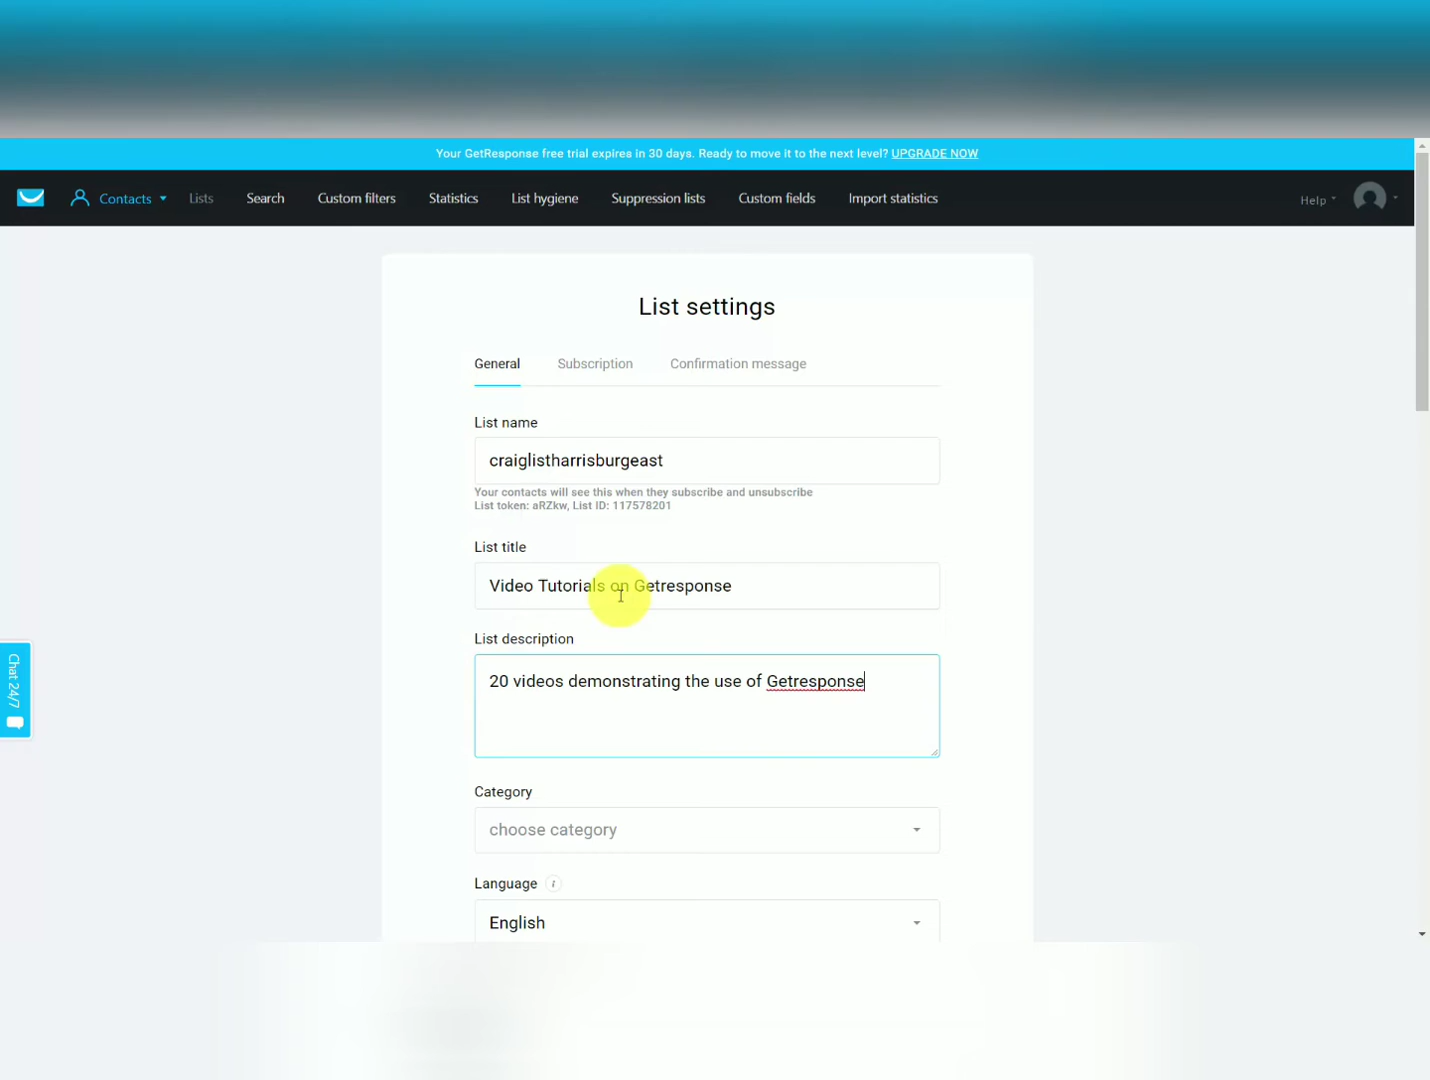 Your GetResponse free trial expires in 30 days. Ready to move it to the next level? UPGRADE NOW
Contacts Lists Search Custom filters Statistics List hygiene Suppression lists Custom fields Import statistics Help
List settings
General Subscription Confirmation message
List name
craiglistharrisburgeast
Your contacts will see this when they subscribe and unsubscribe
List token: aRZkw, List ID: 117578201
List title
Video Tutorials on Getresponse
List description
20 videos demonstrating the use of Getresponse
Chat 24/7
Category
choose category
Language i
English